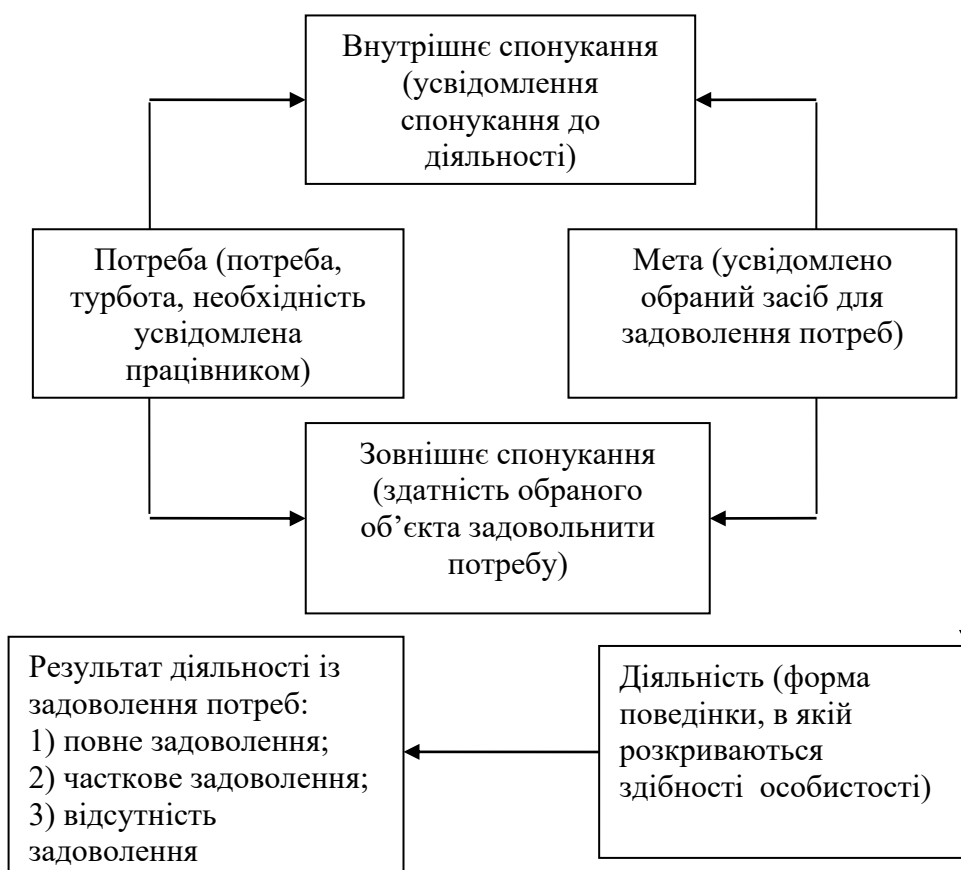 Внутрішнє спонукання
(усвідомлення
спонукання до
діяльності)
Потреба (потреба,
турбота, необхідність
усвідомлена
працівником)
Мета (усвідомлено
обраний засіб для
задоволення потреб)
Зовнішнє спонукання
(здатність обраного
об’єкта задовольнити
потребу)
Результат діяльності із
задоволення потреб:
1) повне задоволення;
2) часткове задоволення;
3) відсутність
задоволення
Діяльність (форма
поведінки, в якій
розкриваються
здібності особистості)